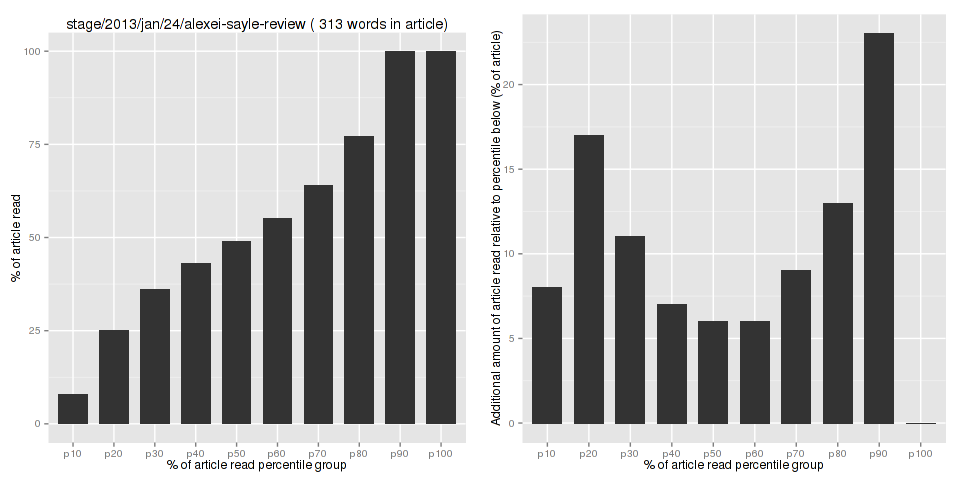 stage/2013/jan/24/alexei-sayle-review ( 313 words in article)
% of article read
100
75
50
25
0
p10 p20 p30 p40 p50 p60 p70 p80 p90 p100
% of article read percentile group
Additional amount of article read relative to percentile below (% of article)
20
15
10
5
0
p10 p20 p30 p40 p50 p60 p70 p80 p90 p100
% of article read percentile group